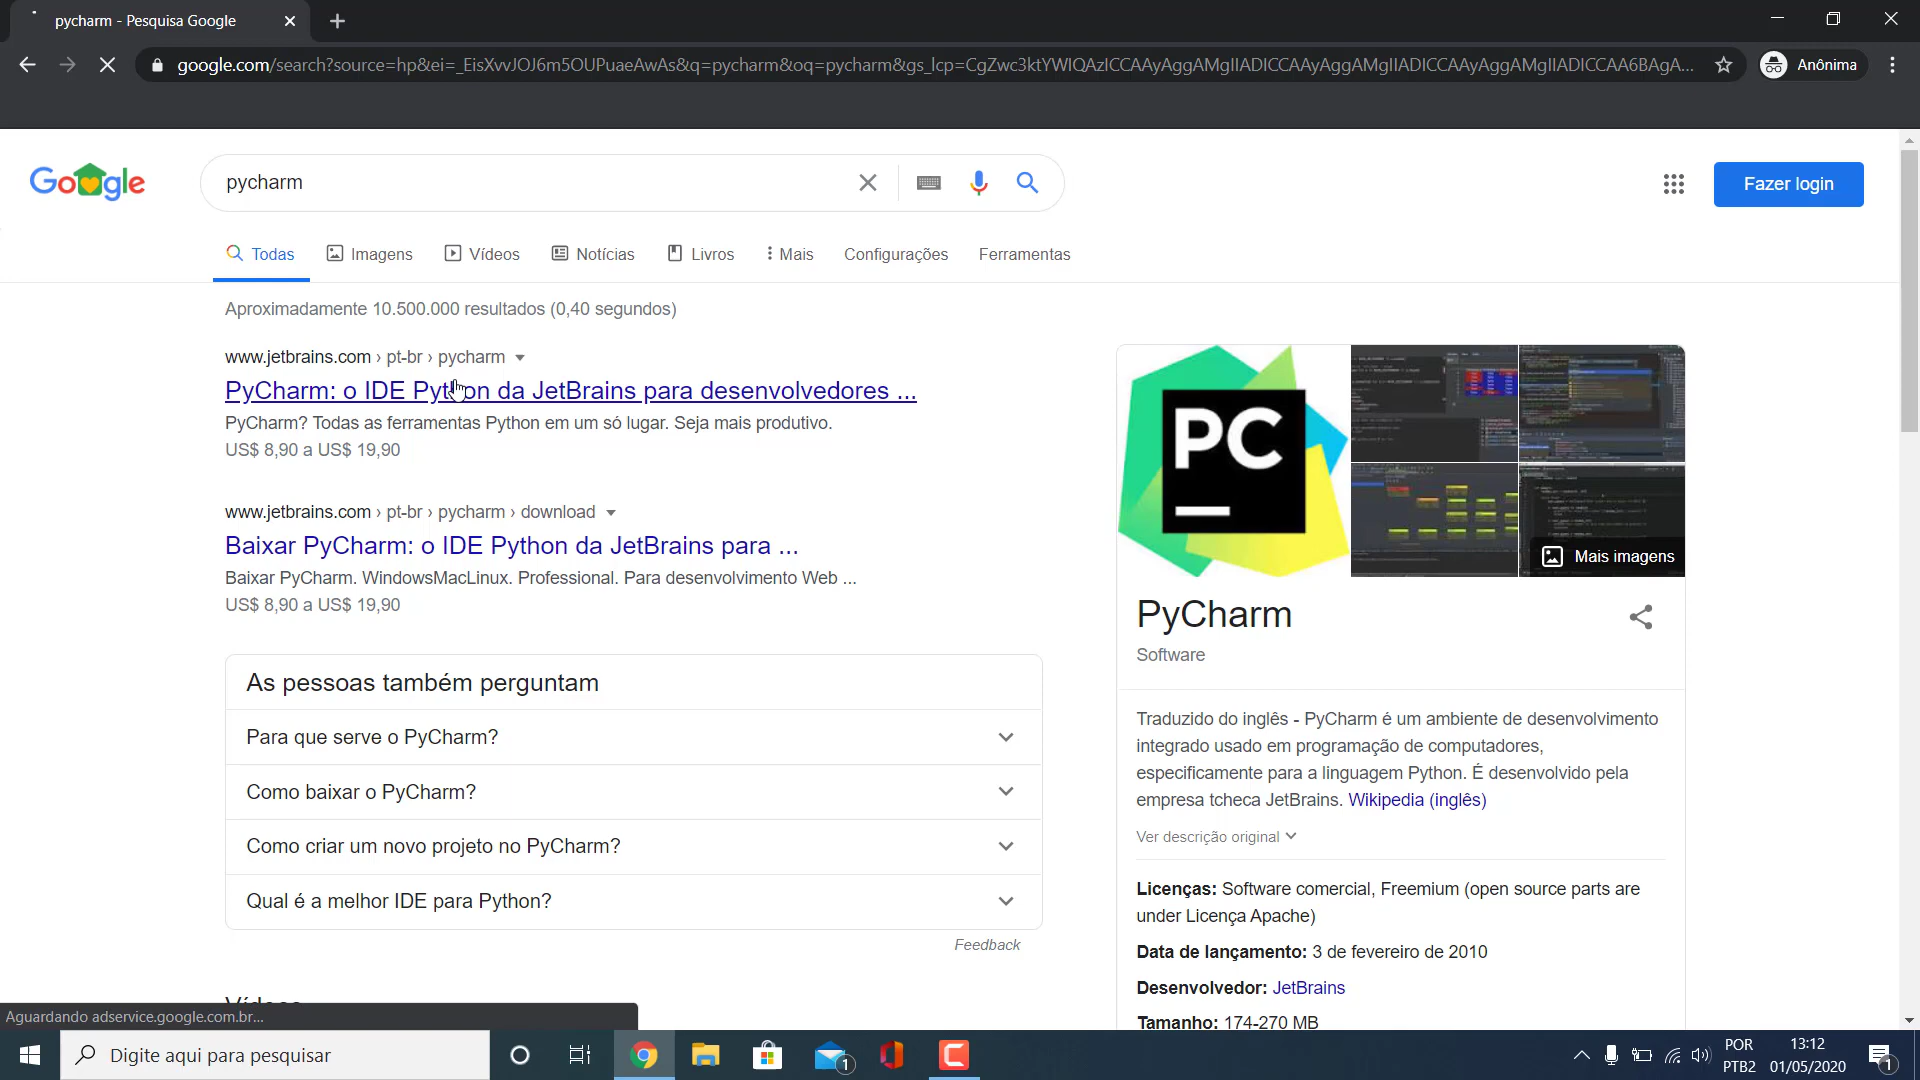 pycharm - Pesquisa Google
google.com/search?source=hp&ei=_EisXvvJOJ6m5OUPuaeAwAs&q=pycharm&oq=pycharm&gs_lcp=CgZwc3ktYWIQAzICCAAyAggAMgIIADICCAAyAggAMgIIADICCAAyAggAMgIIADICCAA6BAgA...
Anônima
Google
pycharm
Fazer login
Todas Imagens Vídeos Notícias Livros Mais Configurações Ferramentas
Aproximadamente 10.500.000 resultados (0,40 segundos)
www.jetbrains.com › pt-br › pycharm
PyCharm: o IDE Python da JetBrains para desenvolvedores ...
PyCharm? Todas as ferramentas Python em um só lugar. Seja mais produtivo.
US$ 8,90 a US$ 19,90
www.jetbrains.com › pt-br › pycharm › download
Baixar PyCharm: o IDE Python da JetBrains para ...
Baixar PyCharm. WindowsMacLinux. Professional. Para desenvolvimento Web ...
US$ 8,90 a US$ 19,90
As pessoas também perguntam
Para que serve o PyCharm?
Como baixar o PyCharm?
Como criar um novo projeto no PyCharm?
Qual é a melhor IDE para Python?
Feedback
Vídeos
PC
Mais imagens
PyCharm
Software
Traduzido do inglês - PyCharm é um ambiente de desenvolvimento
integrado usado em programação de computadores,
especificamente para a linguagem Python. É desenvolvido pela
empresa tcheca JetBrains. Wikipedia (inglês)
Ver descrição original
Licenças: Software comercial, Freemium (open source parts are
under Licença Apache)
Data de lançamento: 3 de fevereiro de 2010
Desenvolvedor: JetBrains
Tamanho: 174-270 MB
Aguardando adservice.google.com.br...
Digite aqui para pesquisar
1
POR
PTB2
13:12
01/05/2020
1